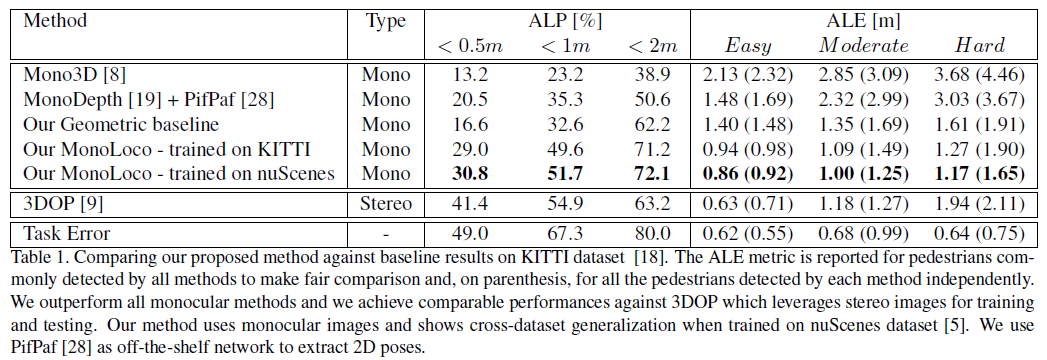 Method Type ALP [%] ALE [m]
< 0.5m < 1m < 2m Easy Moderate Hard
Mono3D [8] Mono 13.2 23.2 38.9 2.13 (2.32) 2.85 (3.09) 3.68 (4.46)
MonoDepth [19] + PifPaf [28] Mono 20.5 35.3 50.6 1.48 (1.69) 2.32 (2.99) 3.03 (3.67)
Our Geometric baseline Mono 16.6 32.6 62.2 1.40 (1.48) 1.35 (1.69) 1.61 (1.91)
Our MonoLoco - trained on KITTI Mono 29.0 49.6 71.2 0.94 (0.98) 1.09 (1.49) 1.27 (1.90)
Our MonoLoco - trained on nuScenes Mono 30.8 51.7 72.1 0.86 (0.92) 1.00 (1.25) 1.17 (1.65)
3DOP [9] Stereo 41.4 54.9 63.2 0.63 (0.71) 1.18 (1.27) 1.94 (2.11)
Task Error - 49.0 67.3 80.0 0.62 (0.55) 0.68 (0.99) 0.64 (0.75)
Table 1. Comparing our proposed method against baseline results on KITTI dataset [18]. The ALE metric is reported for pedestrians com-
monly detected by all methods to make fair comparison and, on parenthesis, for all the pedestrians detected by each method independently.
We outperform all monocular methods and we achieve comparable performances against 3DOP which leverages stereo images for training
and testing. Our method uses monocular images and shows cross-dataset generalization when trained on nuScenes dataset [5]. We use
PifPaf [28] as off-the-shelf network to extract 2D poses.